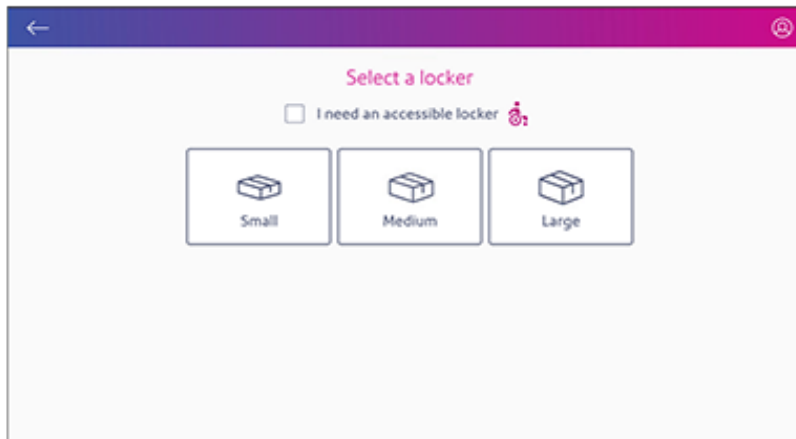 Select a locker
I need an accessible locker
Small
Medium
Large